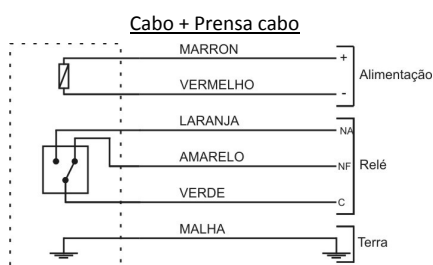 Cabo + Prensa cabo
MARRON
+
Alimentação
VERMELHO
-
LARANJA
NA
AMARELO
NF
Relé
VERDE
C
MALHA
Terra